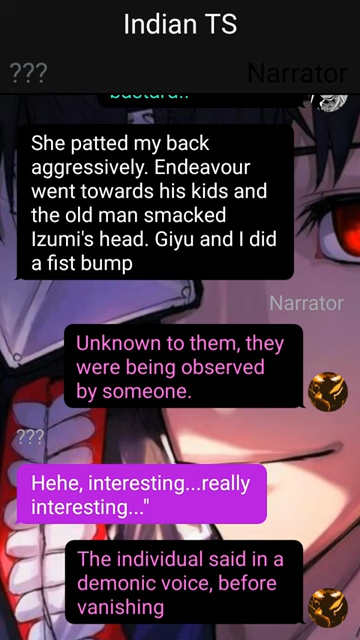 Indian TS
???
Narrator
bastard!!
She patted my back
aggressively. Endeavour
went towards his kids and
the old man smacked
Izumi's head. Giyu and I did
a fist bump
Narrator
Unknown to them, they
were being observed
by someone.
???
Hehe, interesting...really
interesting..."
The individual said in a
demonic voice, before
vanishing